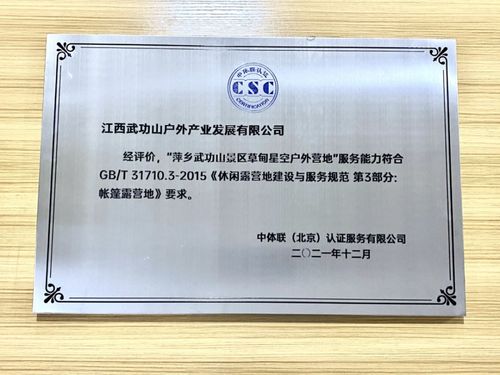 中体联认证
CSC
CERTIFICATION
江西武功山户外产业发展有限公司
经评价，“萍乡武功山景区草甸星空户外营地”服务能力符合
GB/T 31710.3-2015《休闲露营地建设与服务规范 第3部分：
帐篷露营地》要求。
中体联（北京）认证服务有限公司
二〇二一年十二月